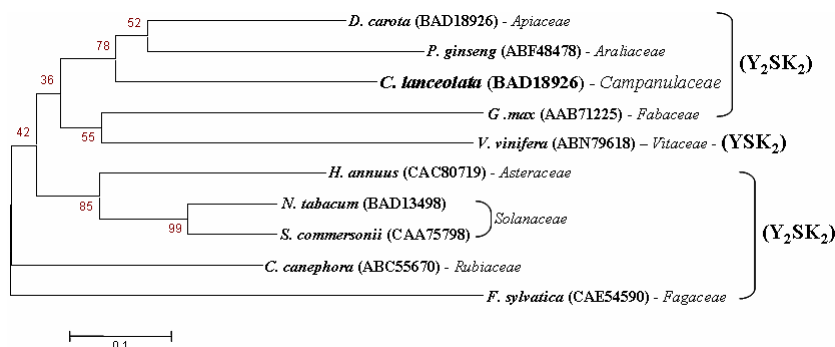 52
D. carota (BAD18926) - Apiaceae
78
P. ginseng (ABF48478) - Araliaceae
(Y₂SK₂)
36
C. lanceolata (BAD18926) - Campanulaceae
G .max (AAB71225) - Fabaceae
42
55
V. vinifera (ABN79618) – Vitaceae - (YSK₂)
H. annuus (CAC80719) - Asteraceae
85
N. tabacum (BAD13498)
Solanaceae
99
S. commersonii (CAA75798)
(Y₂SK₂)
C. canephora (ABC55670) - Rubiaceae
F. sylvatica (CAE54590) - Fagaceae
0.1